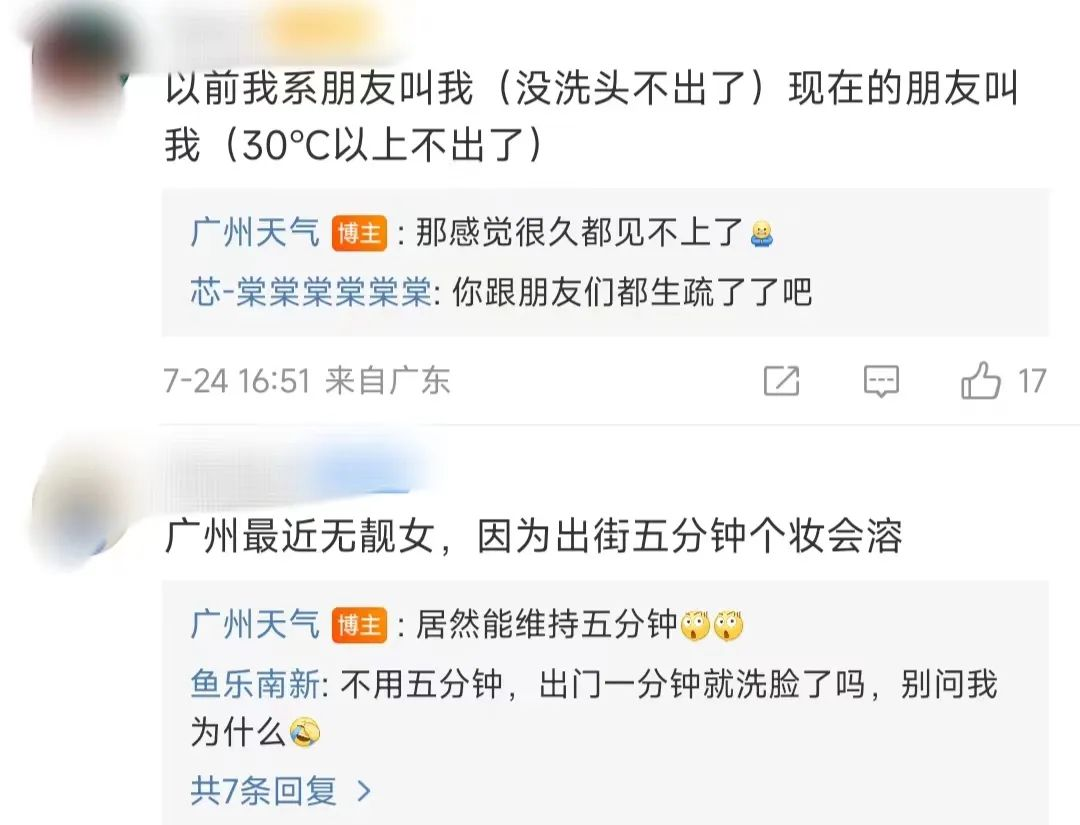 以前我系朋友叫我（没洗头不出了）现在的朋友叫
我（30℃以上不出了）
广州天气 博主：那感觉很久都见不上了
芯-棠棠棠棠棠棠: 你跟朋友们都生疏了了吧
7-24 16:51 来自广东
17
广州最近无靓女，因为出街五分钟个妆会溶
广州天气 博主：居然能维持五分钟
鱼乐南新: 不用五分钟，出门一分钟就洗脸了吗，别问我
为什么
共7条回复 >